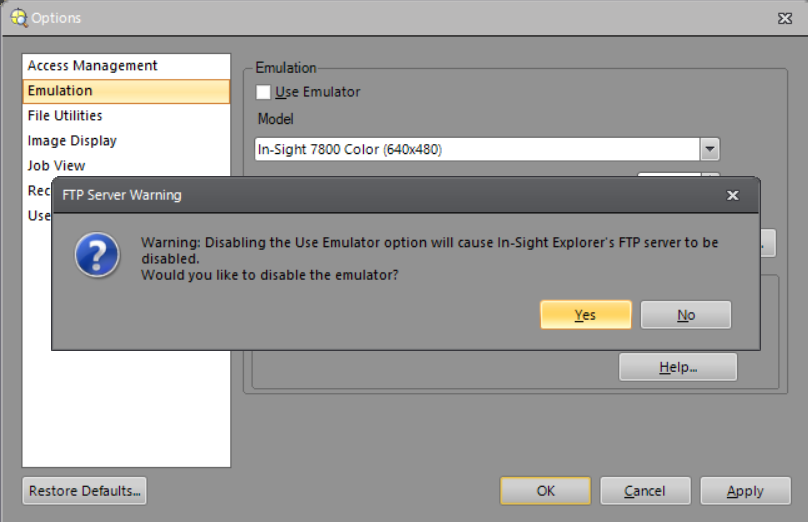 Options
Access Management
Emulation
File Utilities
Image Display
Job View
Rec
Use
Emulation
Use Emulator
Model
In-Sight 7800 Color (640x480)
FTP Server Warning
Warning: Disabling the Use Emulator option will cause In-Sight Explorer's FTP server to be
disabled.
Would you like to disable the emulator?
Yes
No
Help...
Restore Defaults...
OK
Cancel
Apply